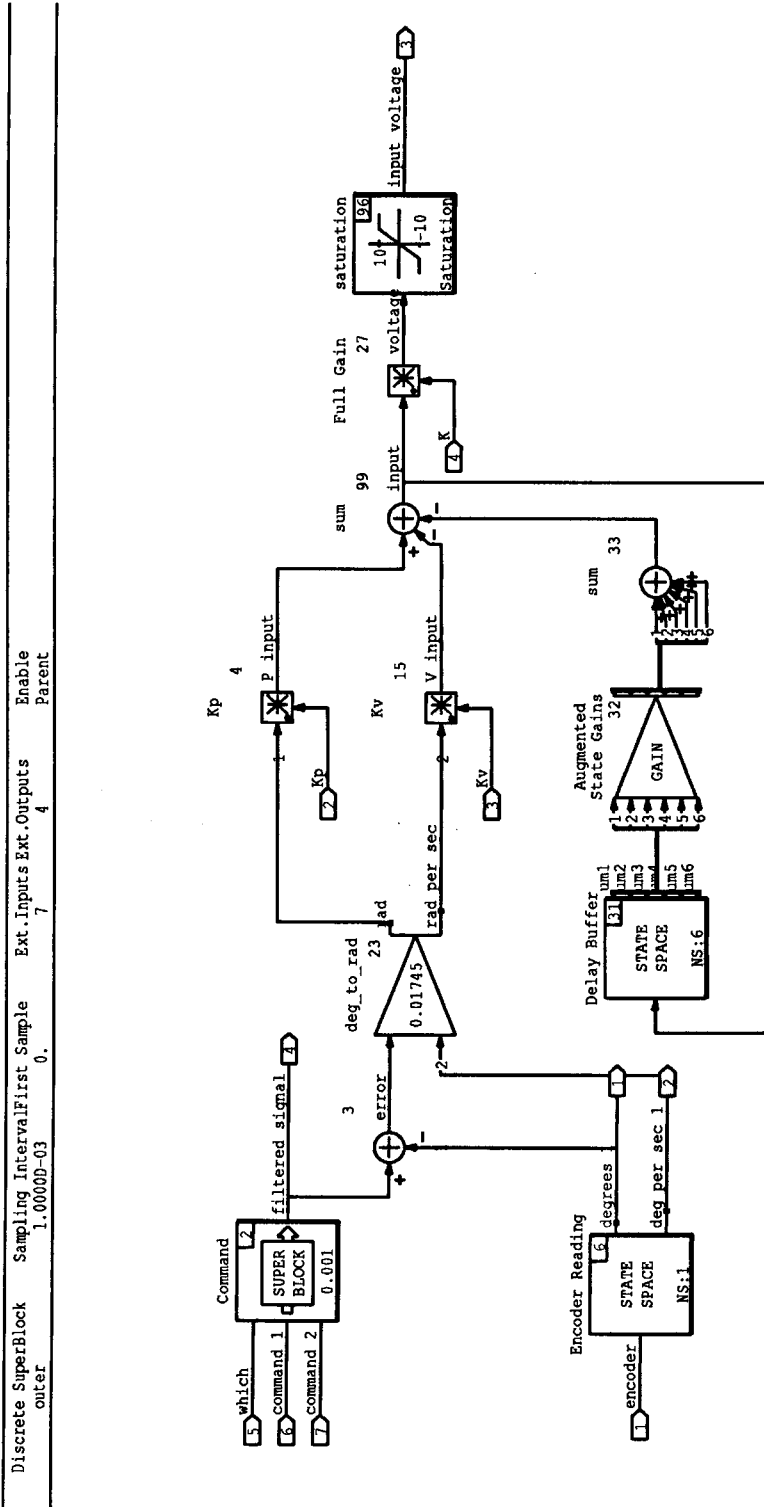 Discrete SuperBlock Sampling Interval First Sample Ext.Inputs Ext.Outputs Enable
outer 1.0000D-03 0. 7 4 Parent
Command
2
which
5
command 1
6
command 2
7
SUPER
BLOCK
0.001
filtered signal
4
3
error
+
-
Encoder Reading
6
encoder
1
STATE
SPACE
NS:1
degrees
1
deg per sec 1
2
2
deg_to_rad
23
0.01745
rad
rad per sec
Kp
4
1
Kp
2
P input
Kv
15
2
Kv
3
V input
sum
99
+
-
-
input
Full Gain
27
K
4
voltage
saturation
96
10
-10
Saturation
input voltage
3
Delay Buffer
31
STATE
SPACE
NS:6
um1
um2
um3
um4
um5
um6
Augmented
State Gains
32
1
2
3
4
5
6
GAIN
sum
33
1
2
3
4
5
6